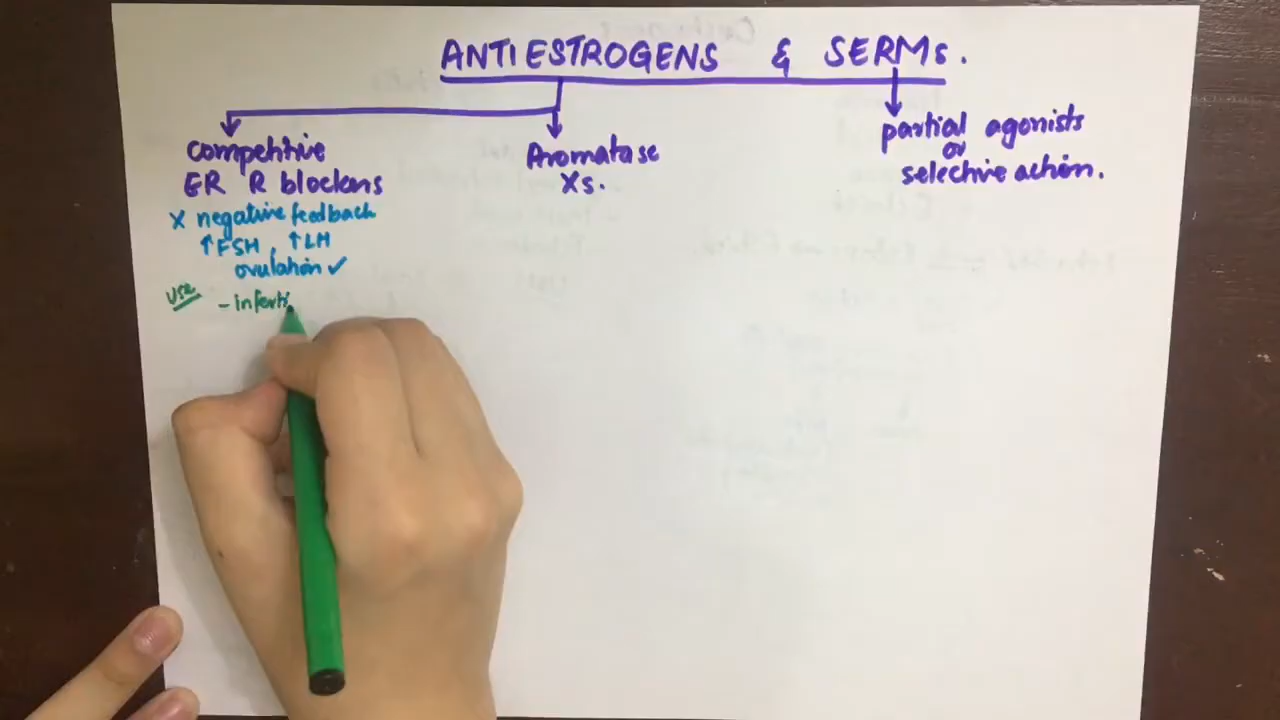 ANTIESTROGENS & SERMs.
Competitive
ER R blockers
X negative feedback
↑FSH, ↑LH
ovulation ✓
Use
- inferti
Aromatase
Xs.
partial agonists
or
selective action.